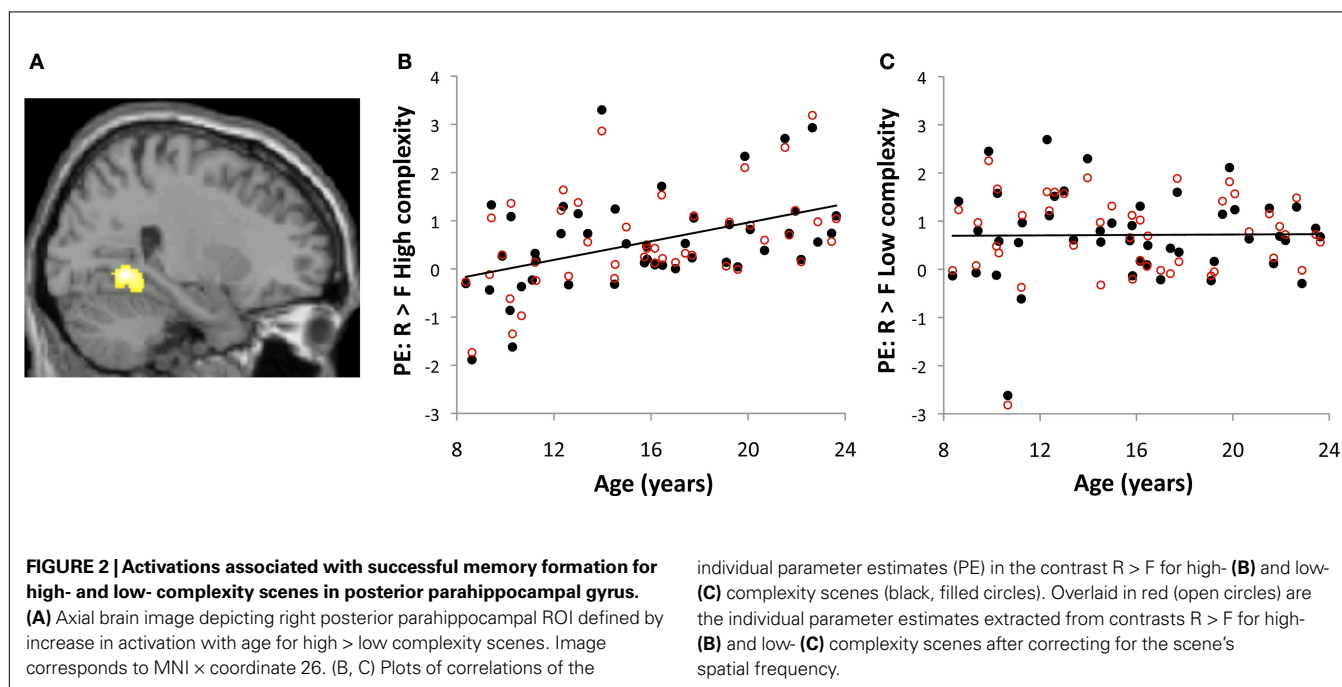 A
B
4
3
2
1
0
-1
-2
-3
PE: R > F High complexity
8
12
16
20
24
Age (years)
C
4
3
2
1
0
-1
-2
-3
PE: R > F Low complexity
8
12
16
20
24
Age (years)
FIGURE 2 | Activations associated with successful memory formation for
high- and low- complexity scenes in posterior parahippocampal gyrus.
(A) Axial brain image depicting right posterior parahippocampal ROI defined by
increase in activation with age for high > low complexity scenes. Image
corresponds to MNI × coordinate 26. (B, C) Plots of correlations of the
individual parameter estimates (PE) in the contrast R > F for high- (B) and low-
(C) complexity scenes (black, filled circles). Overlaid in red (open circles) are
the individual parameter estimates extracted from contrasts R > F for high-
(B) and low- (C) complexity scenes after correcting for the scene's
spatial frequency.